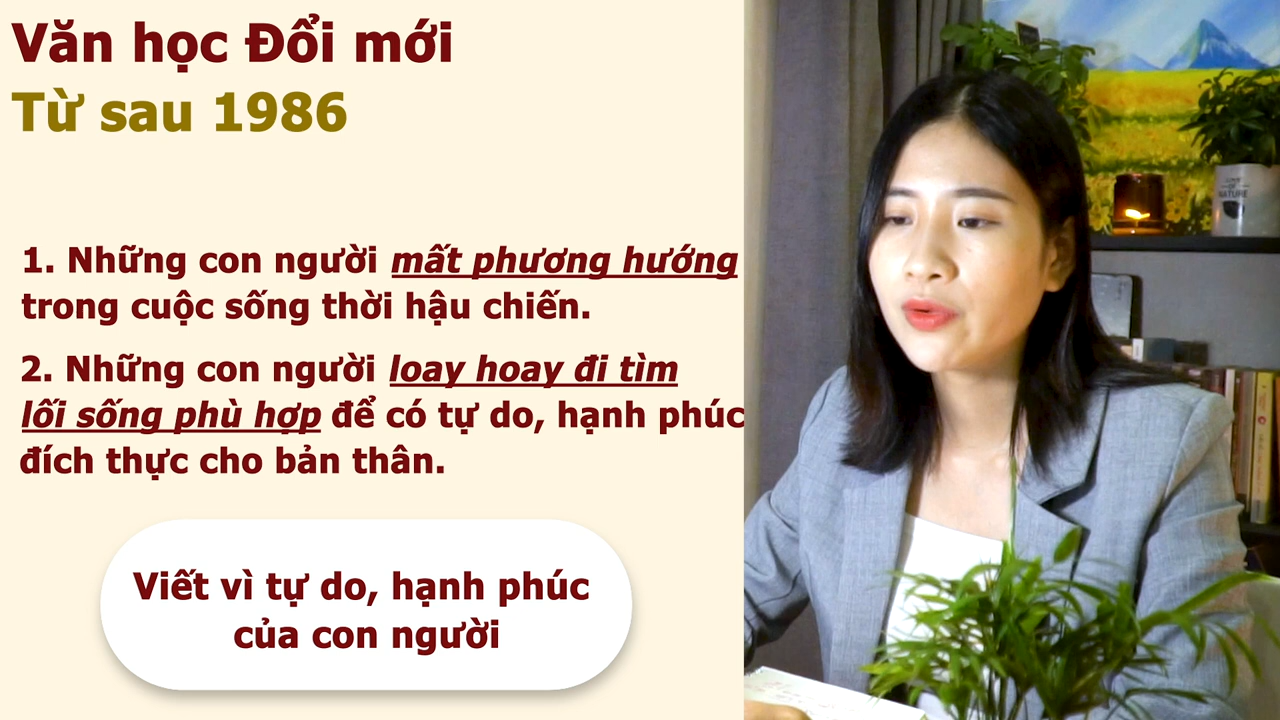 Văn học Đổi mới
Từ sau 1986
1. Những con người mất phương hướng
trong cuộc sống thời hậu chiến.
2. Những con người loay hoay đi tìm
lối sống phù hợp để có tự do, hạnh phúc
đích thực cho bản thân.
Viết vì tự do, hạnh phúc
của con người
NATURE